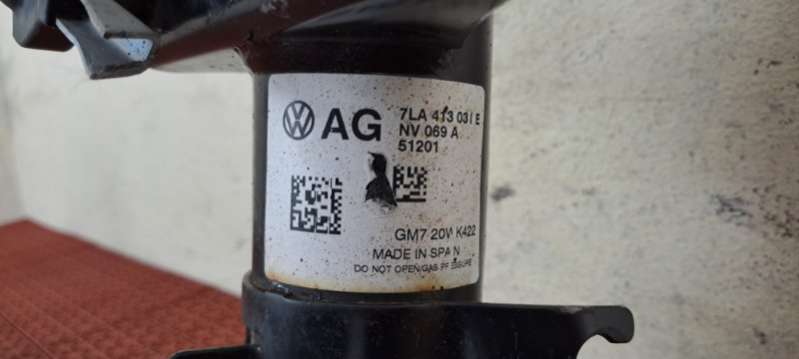 AG
7LA 413 031 E
NV 069 A
51201
GM7 20W K422
MADE IN SPAIN
DO NOT OPEN/GAS PRESSURE